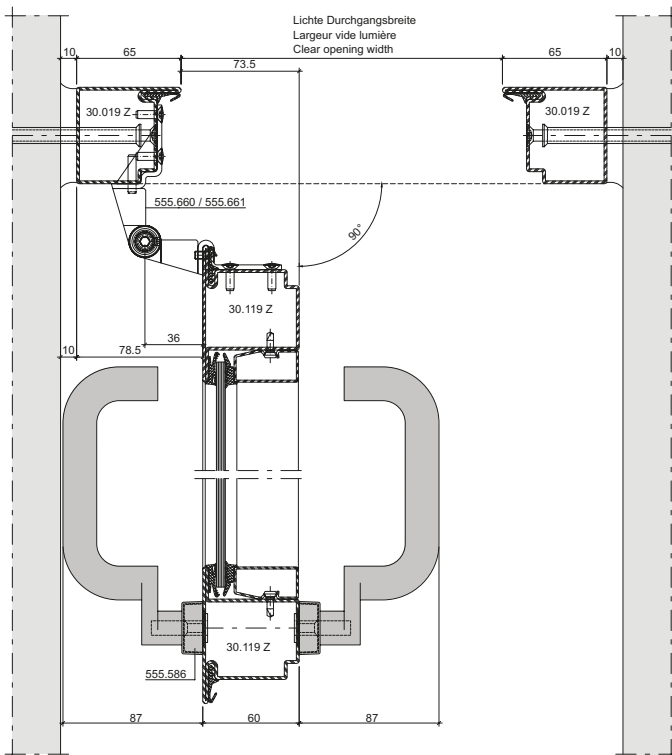 Lichte Durchgangsbreite
Largeur vide lumière
Clear opening width
10
65
65
10
73.5
30.019 Z
30.019 Z
555.660 / 555.661
90°
30.119 Z
36
10
78.5
30.119 Z
555.586
87
60
87